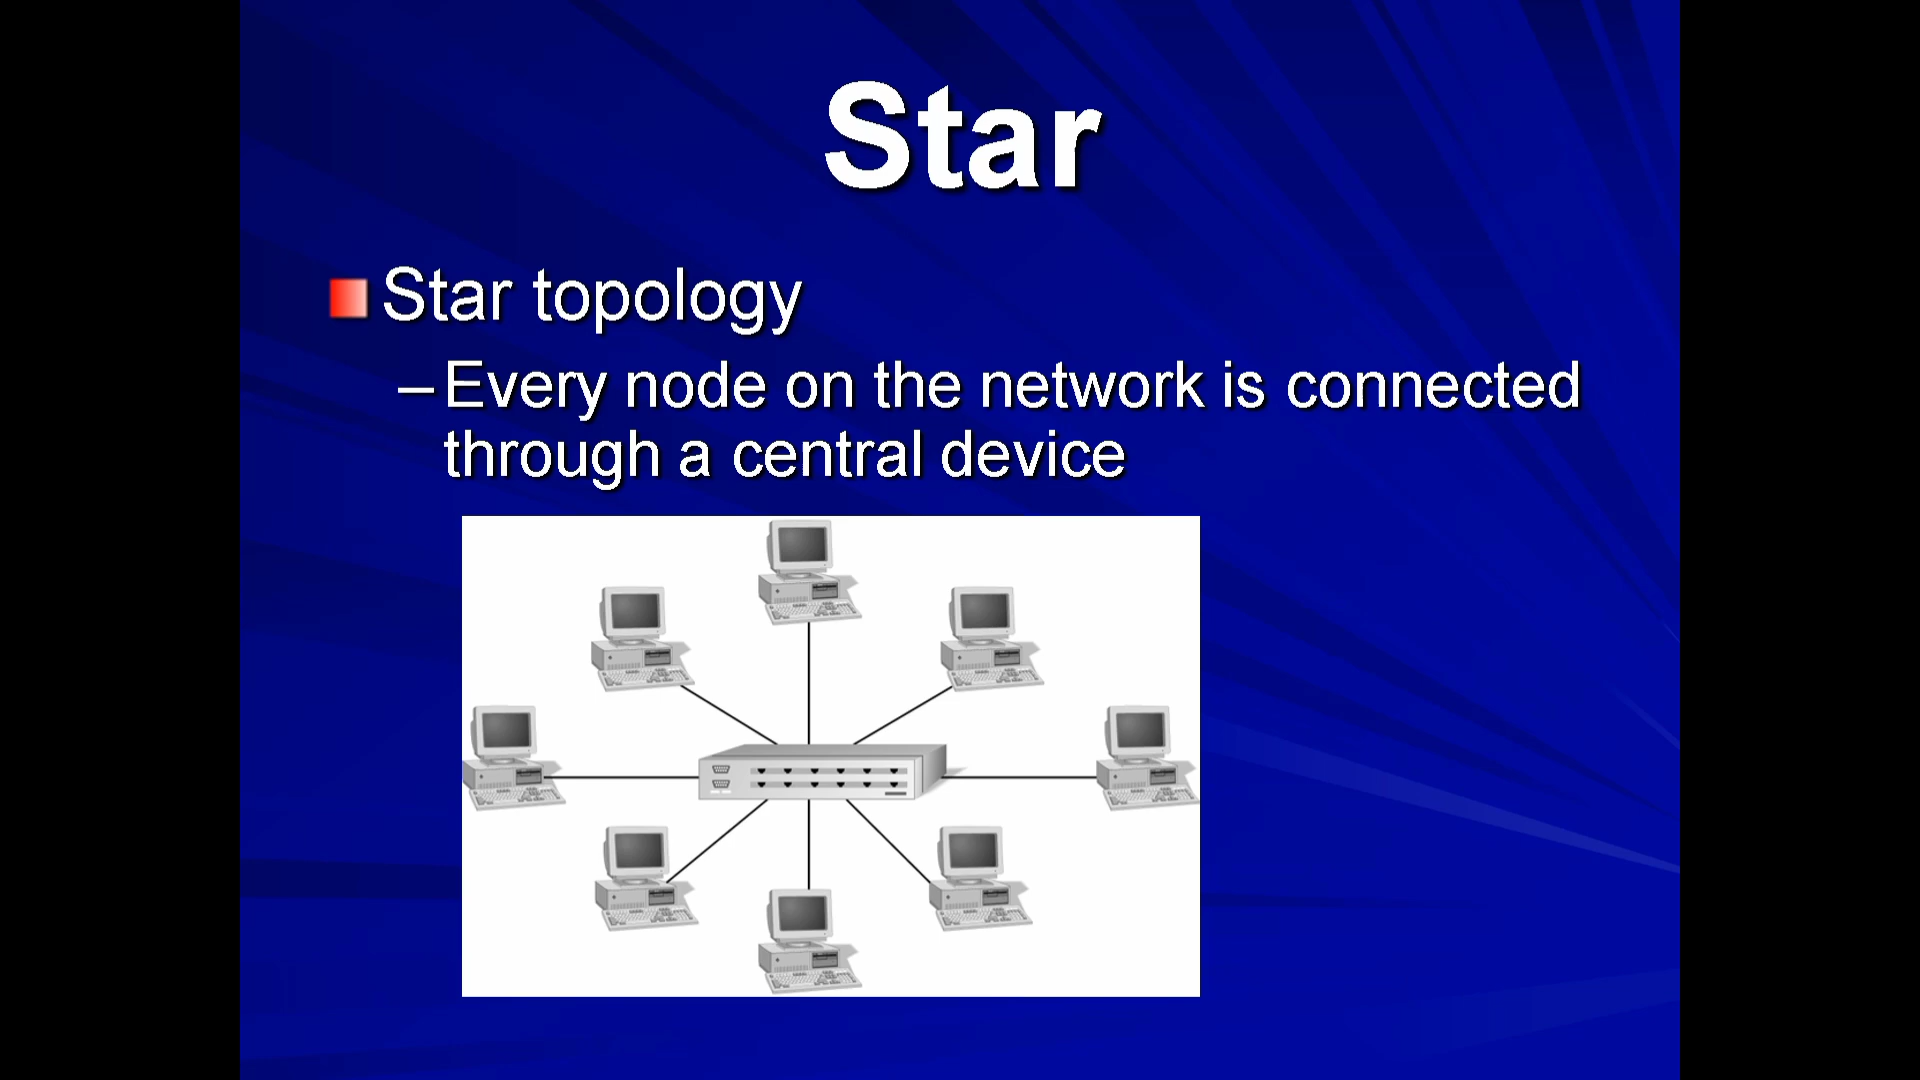 Star
Star topology
–Every node on the network is connected
through a central device